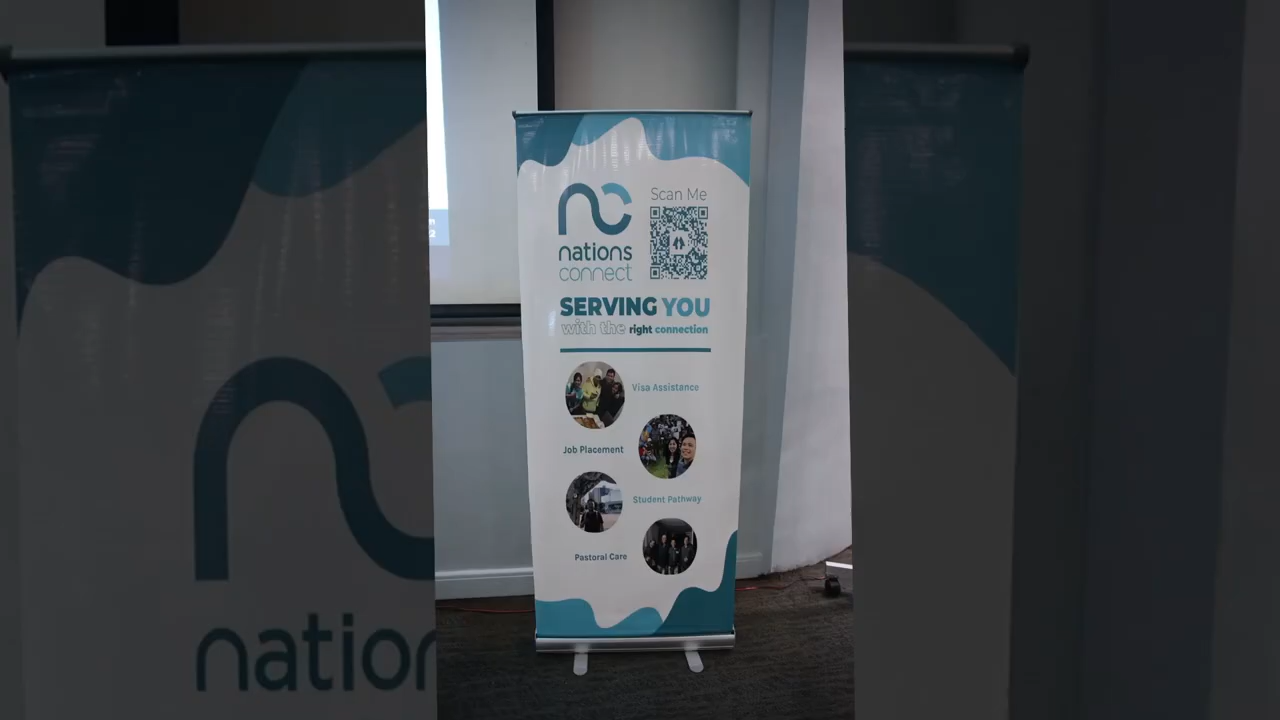 Scan Me
nations
connect
SERVING YOU
with the right connection
Visa Assistance
Job Placement
Student Pathway
Pastoral Care
nation